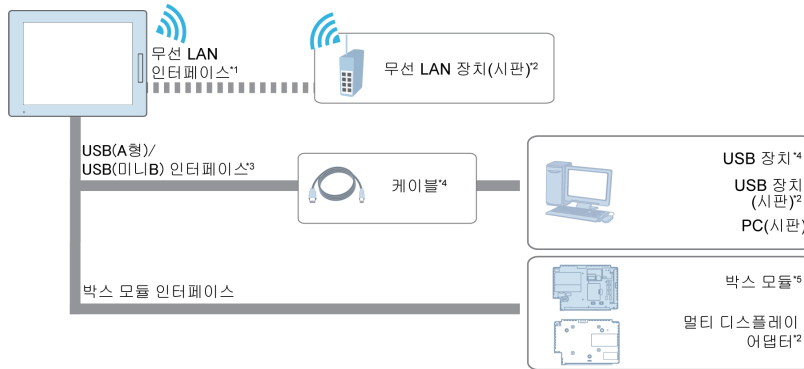 무선 LAN
인터페이스*1
무선 LAN 장치(시판)*2
USB(A형)/
USB(미니B) 인터페이스*3
케이블*4
USB 장치*4
USB 장치
(시판)*2
PC(시판)
박스 모듈 인터페이스
박스 모듈*5
멀티 디스플레이
어댑터*2